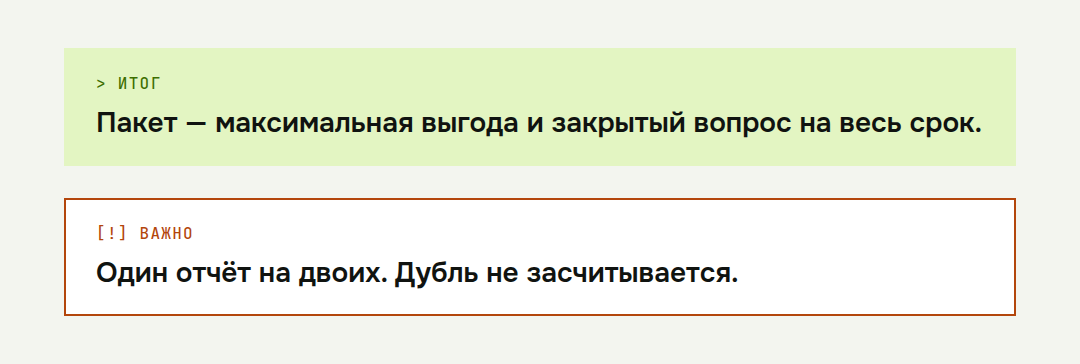 > ИТОГ
Пакет — максимальная выгода и закрытый вопрос на весь срок.
[!] ВАЖНО
Один отчёт на двоих. Дубль не засчитывается.